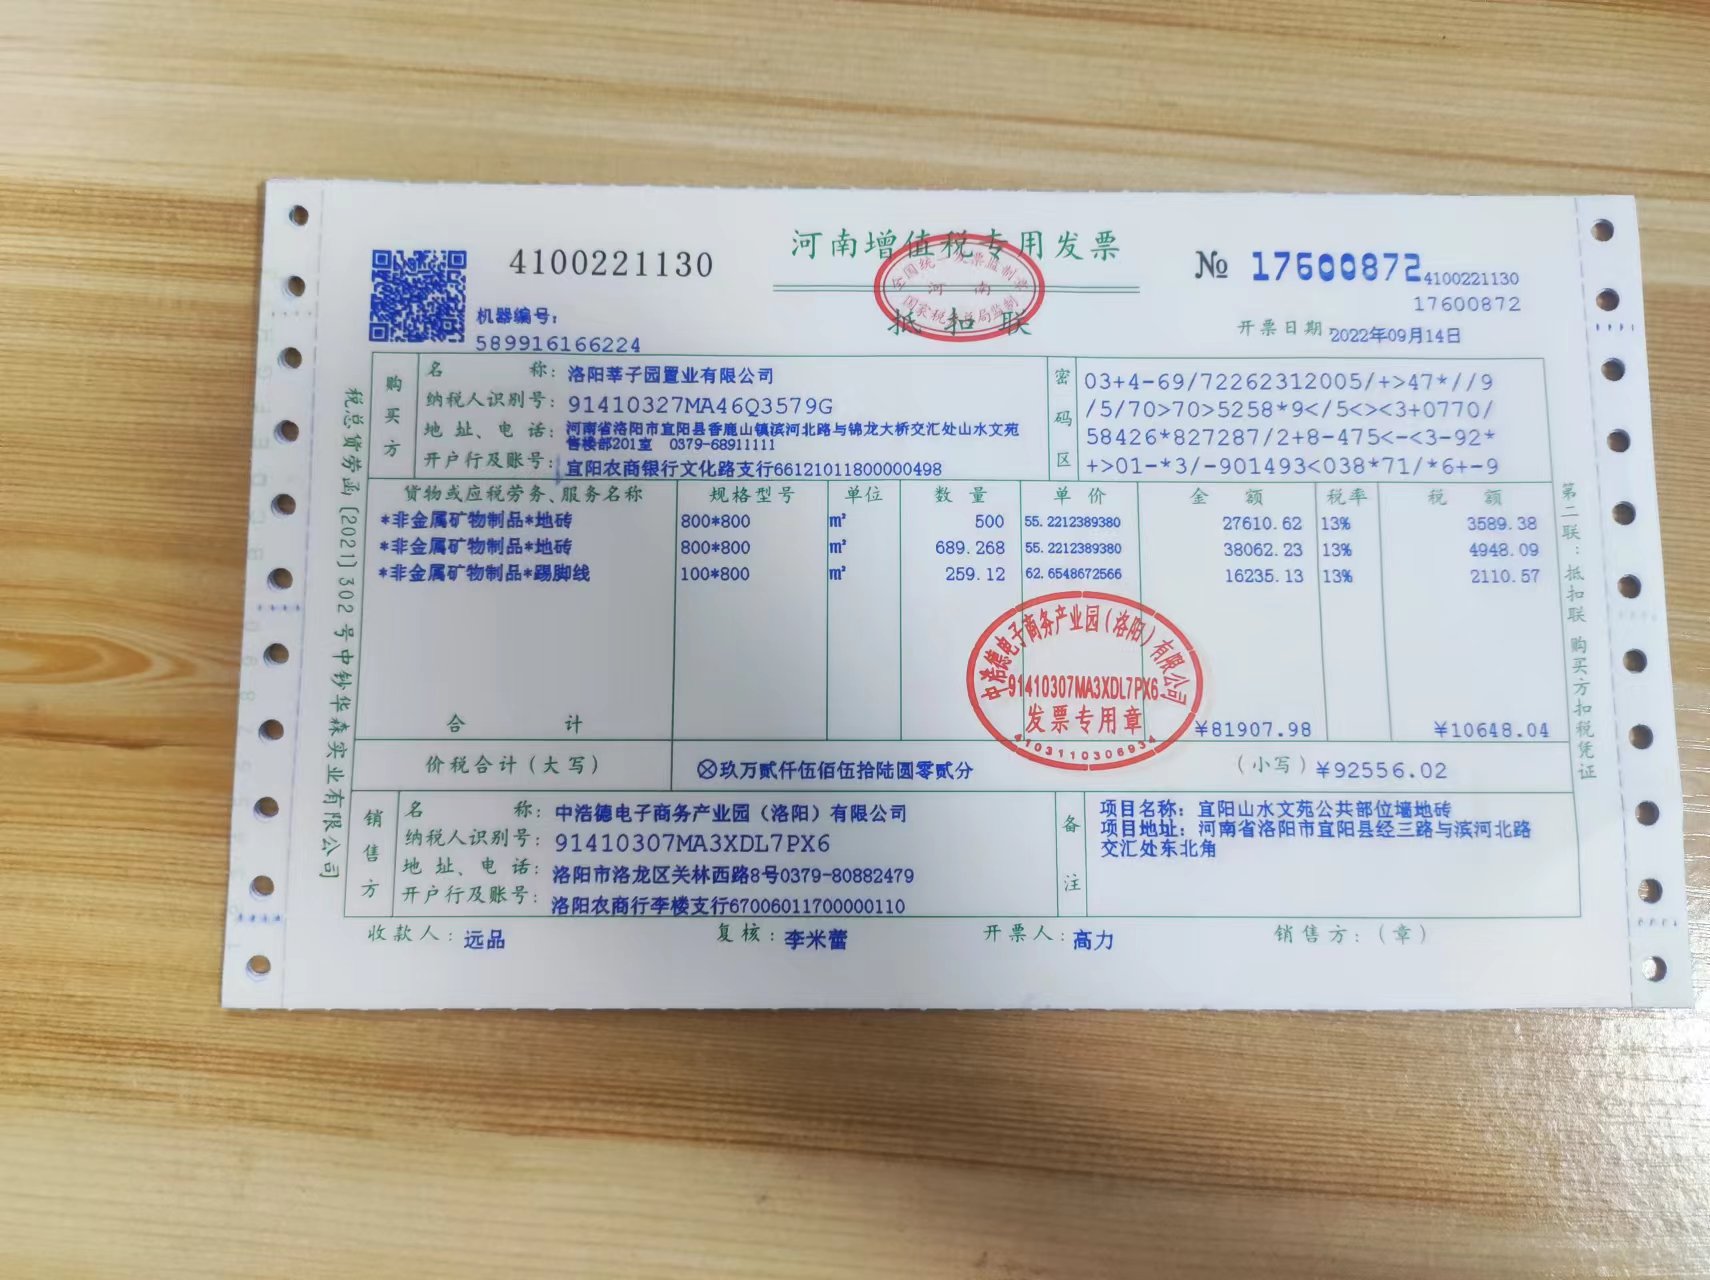 河南增值税专用发票
抵扣联
全国统一发票监制章
河南
国家税务总局监制
4100221130
№ 17600872
4100221130
17600872
机器编号:
589916166224
开票日期 2022年09月14日
购买方
名 称: 洛阳莘子园置业有限公司
纳税人识别号: 91410327MA46Q3579G
地 址、电 话: 河南省洛阳市宜阳县香鹿山镇滨河北路与锦龙大桥交汇处山水文苑
售楼部201室 0379-68911111
开户行及账号: 宜阳农商银行文化路支行66121011800000498
密码区
03+4-69/72262312005/+>47*//9
/5/70>70>5258*9</5<><3+0770/
58426*827287/2+8-475<-<3-92*
+>01-*3/-901493<038*71/*6+-9
货物或应税劳务、服务名称 规格型号 单位 数量 单价 金额 税率 税额
*非金属矿物制品*地砖 800*800 m² 500 55.2212389380 27610.62 13% 3589.38
*非金属矿物制品*地砖 800*800 m² 689.268 55.2212389380 38062.23 13% 4948.09
*非金属矿物制品*踢脚线 100*800 m² 259.12 62.6548672566 16235.13 13% 2110.57
合计 ¥81907.98 ¥10648.04
价税合计(大写) ⊗玖万贰仟伍佰伍拾陆圆零贰分 (小写)¥92556.02
销售方
名 称: 中浩德电子商务产业园(洛阳)有限公司
纳税人识别号: 91410307MA3XDL7PX6
地 址、电 话: 洛阳市洛龙区关林西路8号0379-80882479
开户行及账号: 洛阳农商行李楼支行67006011700000110
备注
项目名称: 宜阳山水文苑公共部位墙地砖
项目地址: 河南省洛阳市宜阳县经三路与滨河北路
交汇处东北角
收款人: 远品 复核: 李米蕾 开票人: 高力 销售方:(章)
中浩德电子商务产业园(洛阳)有限公司
91410307MA3XDL7PX6
发票专用章
4103110306934
税总货劳函[2021]302号中钞华森实业有限公司
第二联:抵扣联 购买方扣税凭证